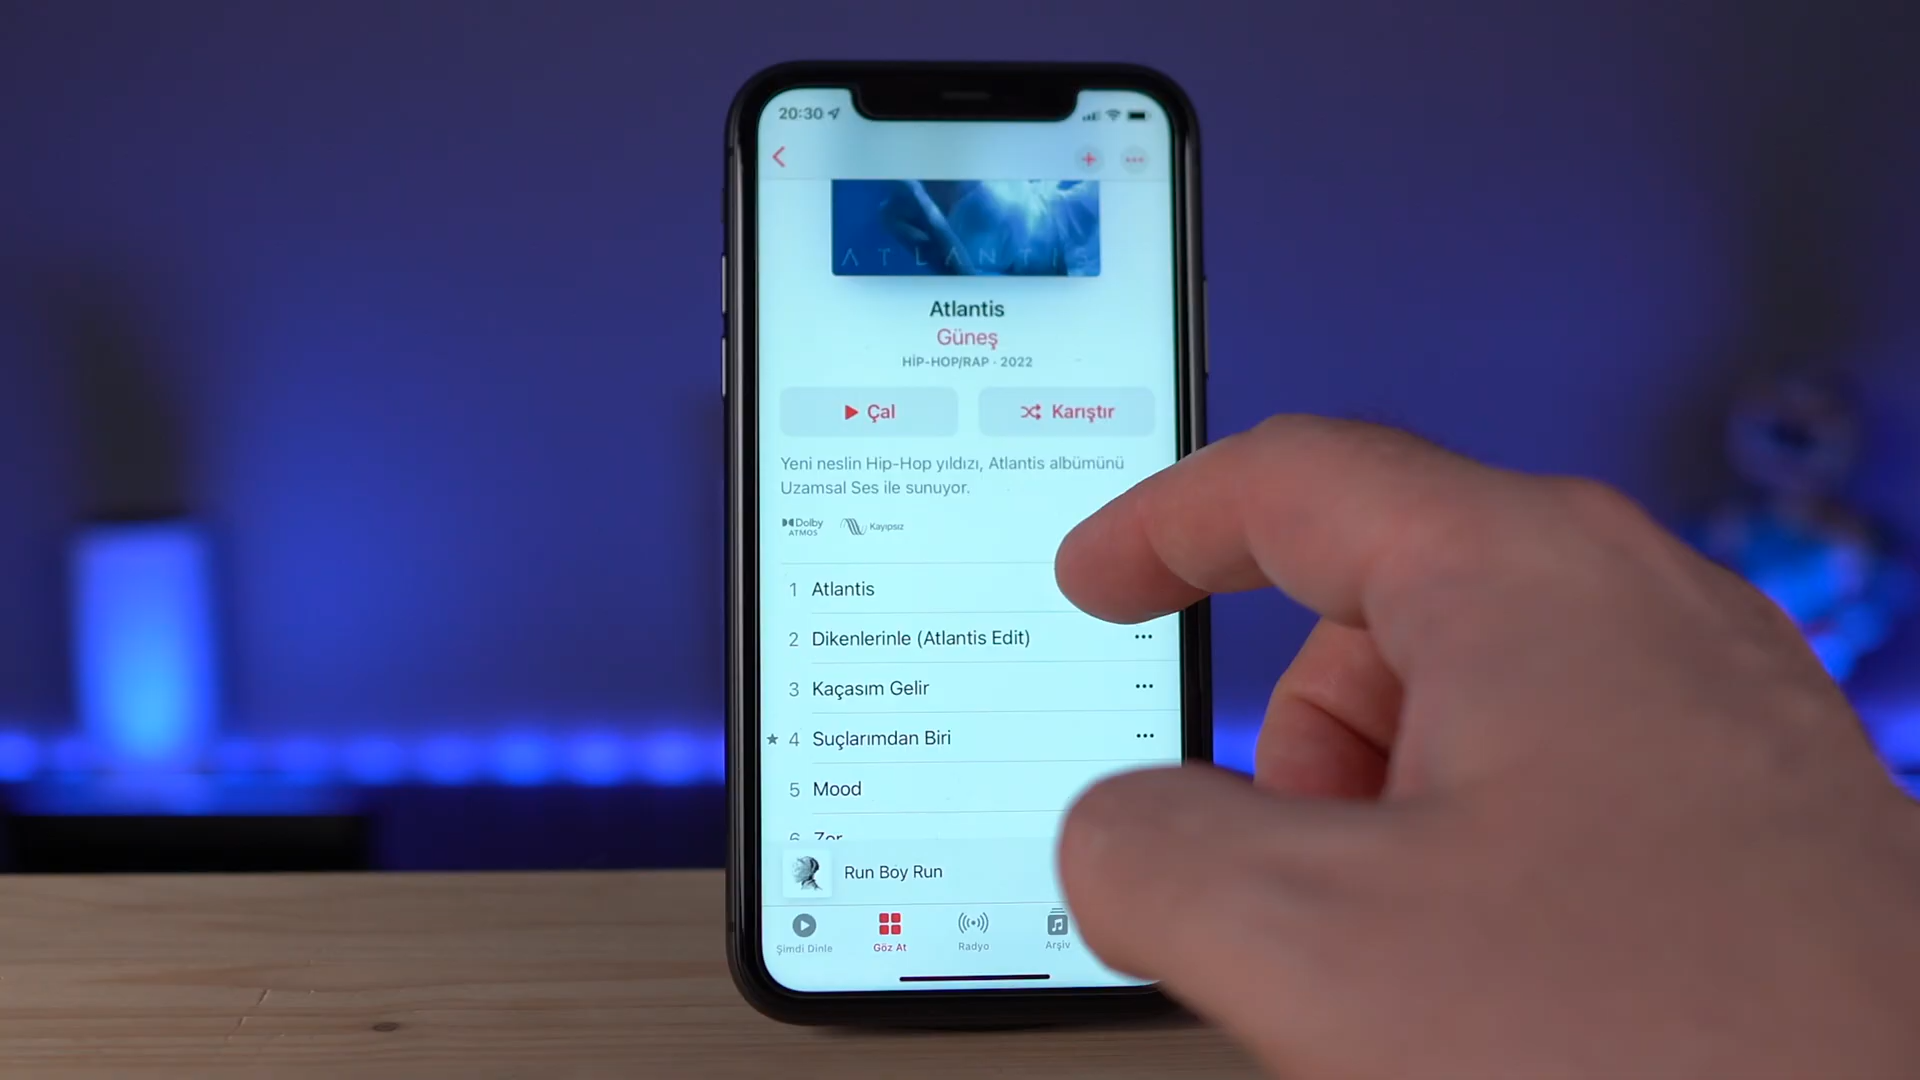 20:30
ATLANTIS
Atlantis
Güneş
HİP-HOP/RAP · 2022
Çal
Karıştır
Yeni neslin Hip-Hop yıldızı, Atlantis albümünü
Uzamsal Ses ile sunuyor.
Dolby
ATMOS
Kayıpsız
1 Atlantis
2 Dikenlerinle (Atlantis Edit)
3 Kaçasım Gelir
4 Suçlarımdan Biri
5 Mood
6 Zor
Run Boy Run
Şimdi Dinle
Göz At
Radyo
Arşiv